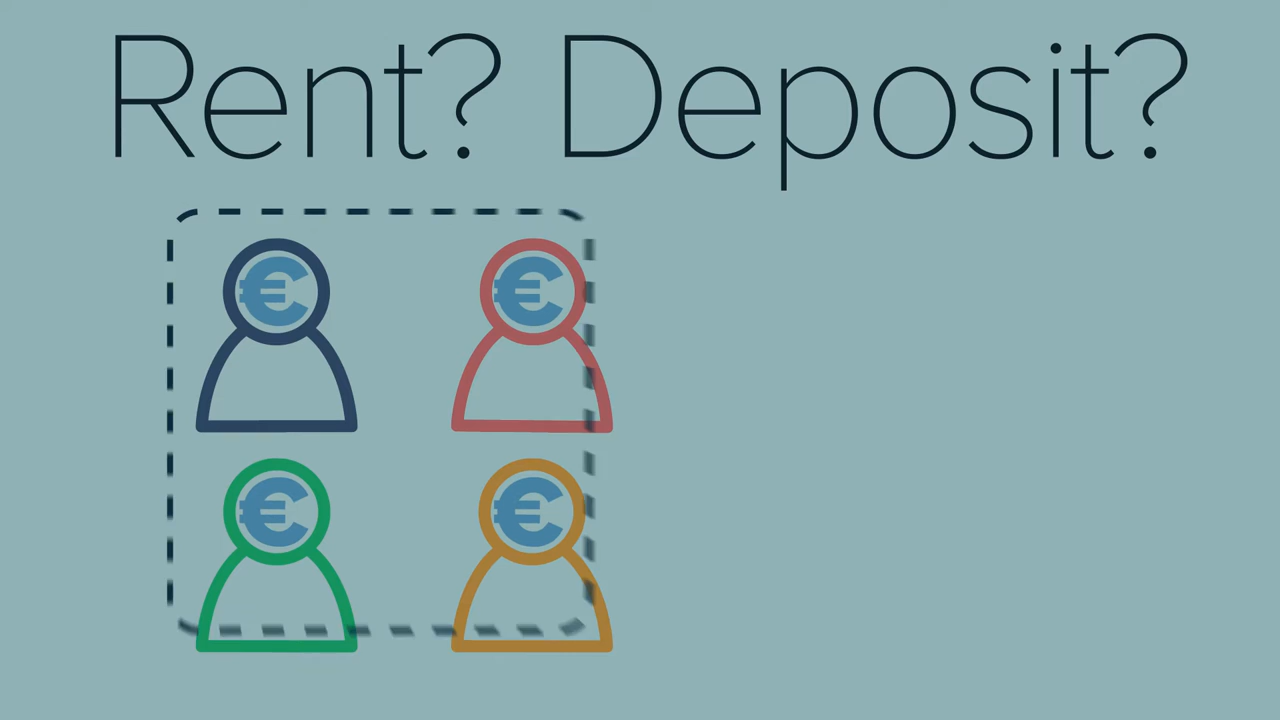 Rent? Deposit?
€ €
€ €